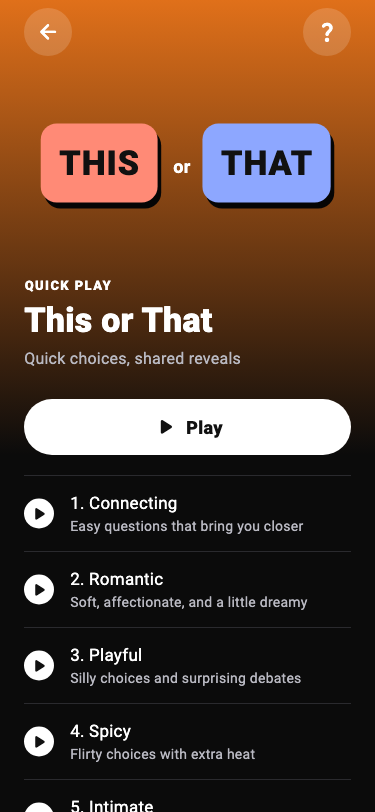 ?
THIS or THAT
QUICK PLAY
This or That
Quick choices, shared reveals
Play
1. Connecting
Easy questions that bring you closer
2. Romantic
Soft, affectionate, and a little dreamy
3. Playful
Silly choices and surprising debates
4. Spicy
Flirty choices with extra heat
5. Intimate